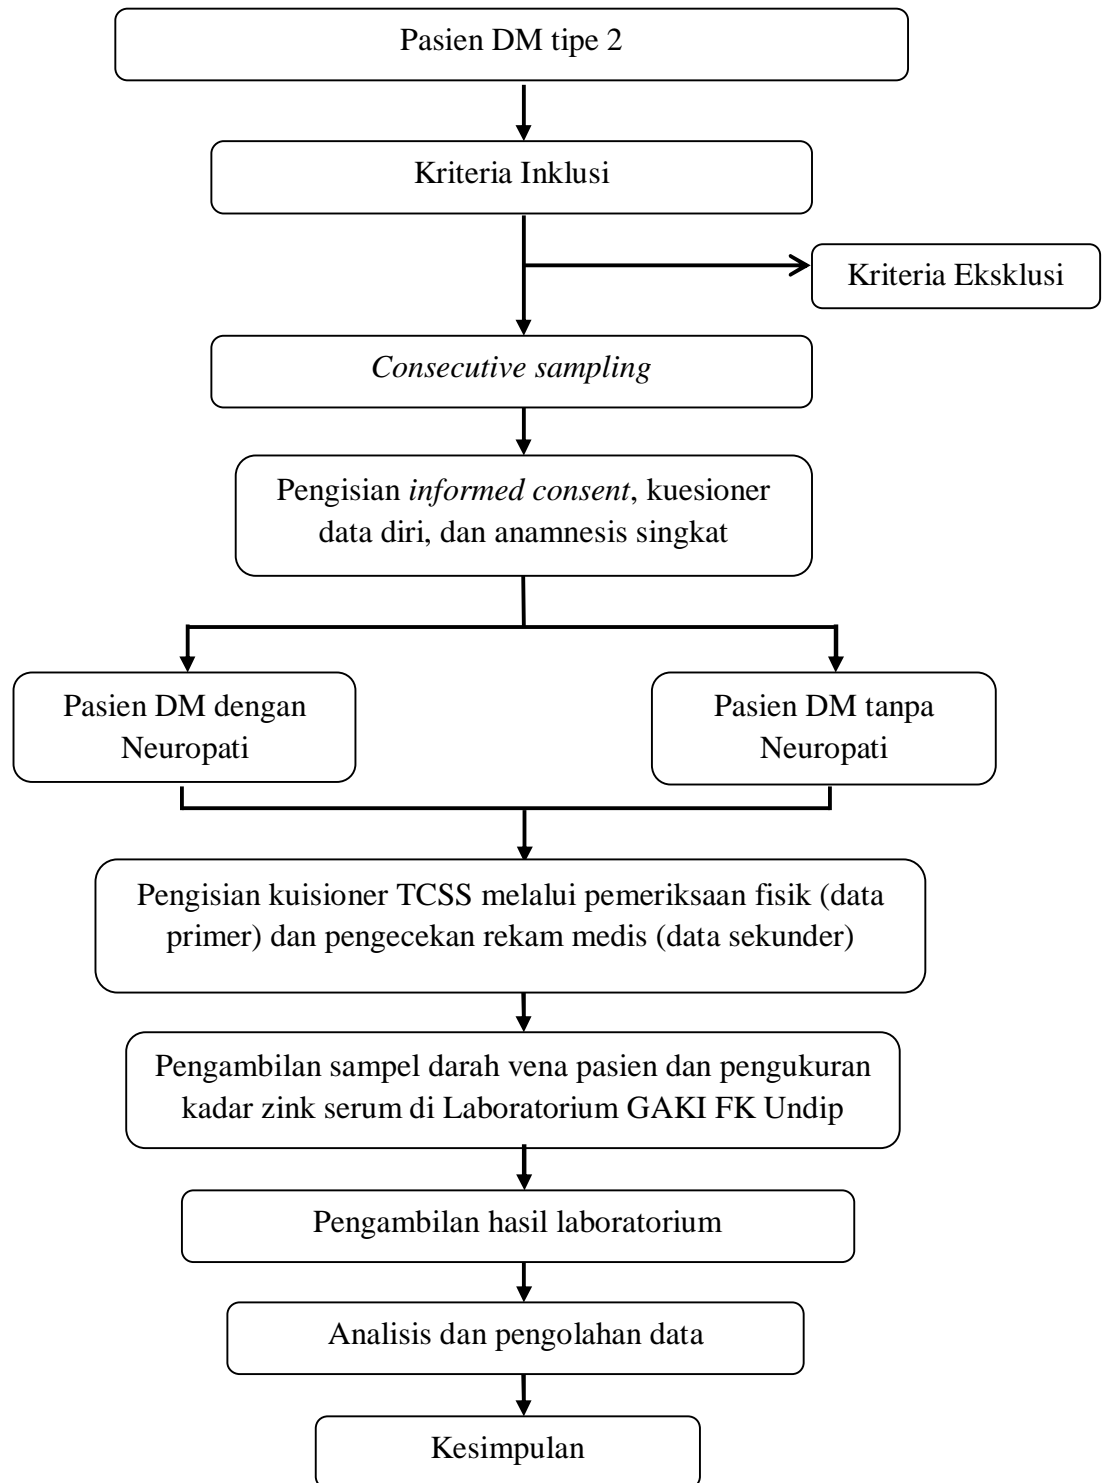 Pasien DM tipe 2
Kriteria Inklusi
Kriteria Eksklusi
Consecutive sampling
Pengisian informed consent, kuesioner
data diri, dan anamnesis singkat
Pasien DM dengan
Neuropati
Pasien DM tanpa
Neuropati
Pengisian kuisioner TCSS melalui pemeriksaan fisik (data
primer) dan pengecekan rekam medis (data sekunder)
Pengambilan sampel darah vena pasien dan pengukuran
kadar zink serum di Laboratorium GAKI FK Undip
Pengambilan hasil laboratorium
Analisis dan pengolahan data
Kesimpulan